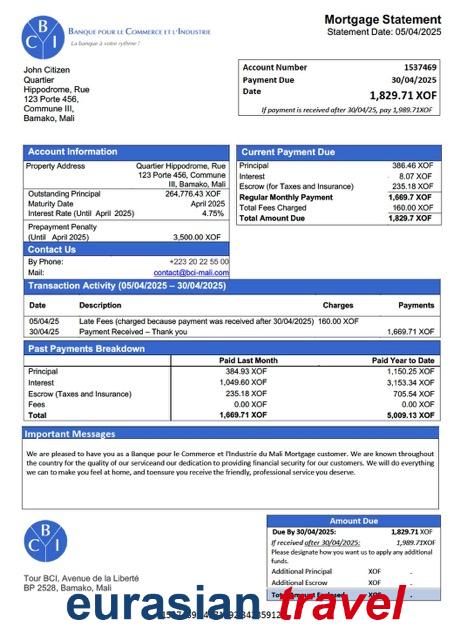 Mortgage Statement
Statement Date: 05/04/2025
BCI
BANQUE POUR LE COMMERCE ET L'INDUSTRIE
La banque à votre rythme !
John Citizen
Quartier
Hippodrome, Rue
123 Porte 456,
Commune III,
Bamako, Mali
Account Number 1537469
Payment Due 30/04/2025
Date
1,829.71 XOF
If payment is received after 30/04/25, pay 1,989.71XOF
Account Information
Property Address Quartier Hippodrome, Rue
123 Porte 456, Commune
III, Bamako, Mali
Outstanding Principal 264,776.43 XOF
Maturity Date April 2025
Interest Rate (Until April 2025) 4.75%
Prepayment Penalty
(Until April 2025) 3,500.00 XOF
Contact Us
By Phone: +223 20 22 55 00
Mail: contact@bci-mali.com
Current Payment Due
Principal 386.46 XOF
Interest 8.07 XOF
Escrow (for Taxes and Insurance) 235.18 XOF
Regular Monthly Payment 1,669.7 XOF
Total Fees Charged 160.00 XOF
Total Amount Due 1,829.7 XOF
Transaction Activity (05/04/2025 – 30/04/2025)
Date Description Charges Payments
05/04/25 Late Fees (charged because payment was received after 30/04/2025) 160.00 XOF
30/04/25 Payment Received – Thank you 1,669.71 XOF
Past Payments Breakdown
Paid Last Month Paid Year to Date
Principal 384.93 XOF 1,150.25 XOF
Interest 1,049.60 XOF 3,153.34 XOF
Escrow (Taxes and Insurance) 235.18 XOF 705.54 XOF
Fees 0.00 XOF 0.00 XOF
Total 1,669.71 XOF 5,009.13 XOF
Important Messages
We are pleased to have you as a Banque pour le Commerce et l'Industrie du Mali Mortgage customer. We are known throughout
the country for the quality of our serviceand our dedication to providing financial security for our customers. We will do everything
we can to make you feel at home, and toensure you receive the friendly, professional service you deserve.
BCI
Tour BCI, Avenue de la Liberté
BP 2528, Bamako, Mali
Amount Due
Due By 30/04/2025: 1,829.71 XOF
If received after 30/04/2025: 1,989.71XOF
Please designate how you want us to apply any additional
funds.
Additional Principal XOF -
Additional Escrow XOF -
Total Amount Enclosed XOF -
eurasian travel